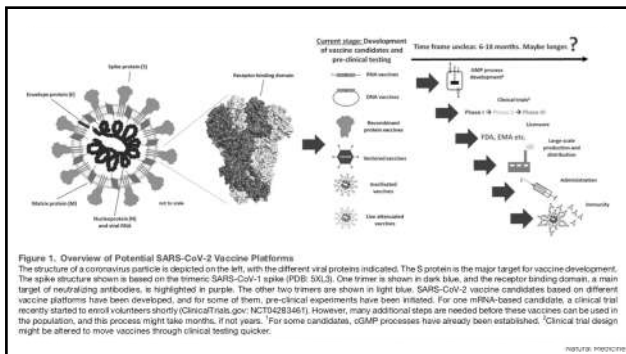 Spike protein (S)
Receptor binding domain
Envelope protein (E)
Matrix protein (M)
not to scale
Nucleoprotein (N)
and viral RNA
Current stage: Development
of vaccine candidates and
pre-clinical testing
RNA vaccines
DNA vaccines
Recombinant
protein vaccines
Vectored vaccines
Inactivated
vaccines
Live attenuated
vaccines
Time frame unclear. 6-18 months. Maybe longer ?
GMP process
development¹
Clinical trials²
Phase I
Phase II
Phase III
Licensure
FDA, EMA etc.
Large scale
production and
distribution
Administration
Immunity
Figure 1. Overview of Potential SARS-CoV-2 Vaccine Platforms
The structure of a coronavirus particle is depicted on the left, with the different viral proteins indicated. The S protein is the major target for vaccine development.
The spike structure shown is based on the trimeric SARS-CoV-1 spike (PDB: 5XL3). One trimer is shown in dark blue, and the receptor binding domain, a main
target of neutralizing antibodies, is highlighted in purple. The other two trimers are shown in light blue. SARS-CoV-2 vaccine candidates based on different
vaccine platforms have been developed, and for some of them, pre-clinical experiments have been initiated. For one mRNA-based candidate, a clinical trial
recently started to enroll volunteers shortly (ClinicalTrials.gov: NCT04283461). However, many additional steps are needed before these vaccines can be used in
the population, and this process might take months, if not years. ¹For some candidates, cGMP processes have already been established. ²Clinical trial design
might be altered to move vaccines through clinical testing quicker.
Natural Medicine